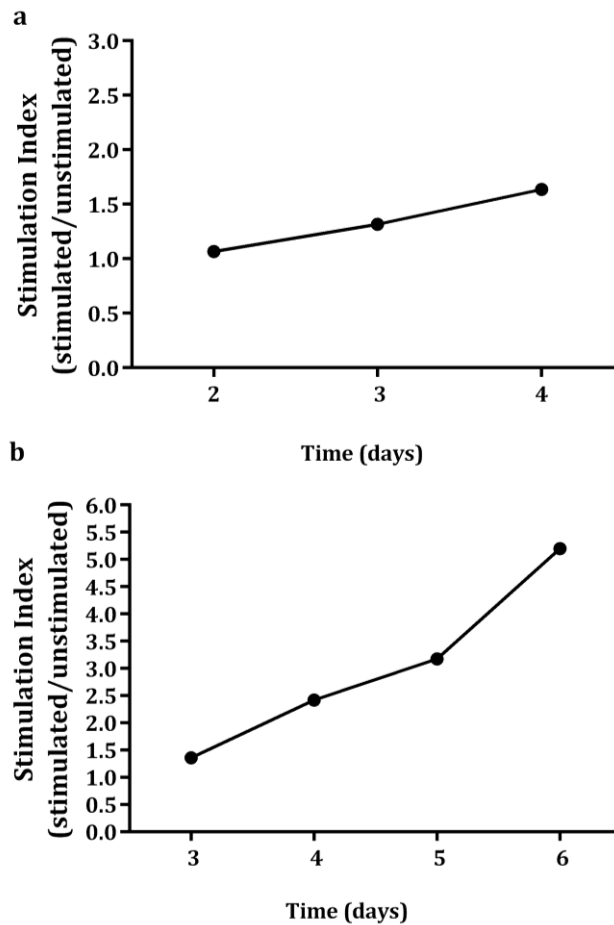 a
Stimulation Index
(stimulated/unstimulated)
3.0
2.5
2.0
1.5
1.0
0.5
0.0
2 3 4
Time (days)
b
Stimulation Index
(stimulated/unstimulated)
6.0
5.5
5.0
4.5
4.0
3.5
3.0
2.5
2.0
1.5
1.0
0.5
0.0
3 4 5 6
Time (days)